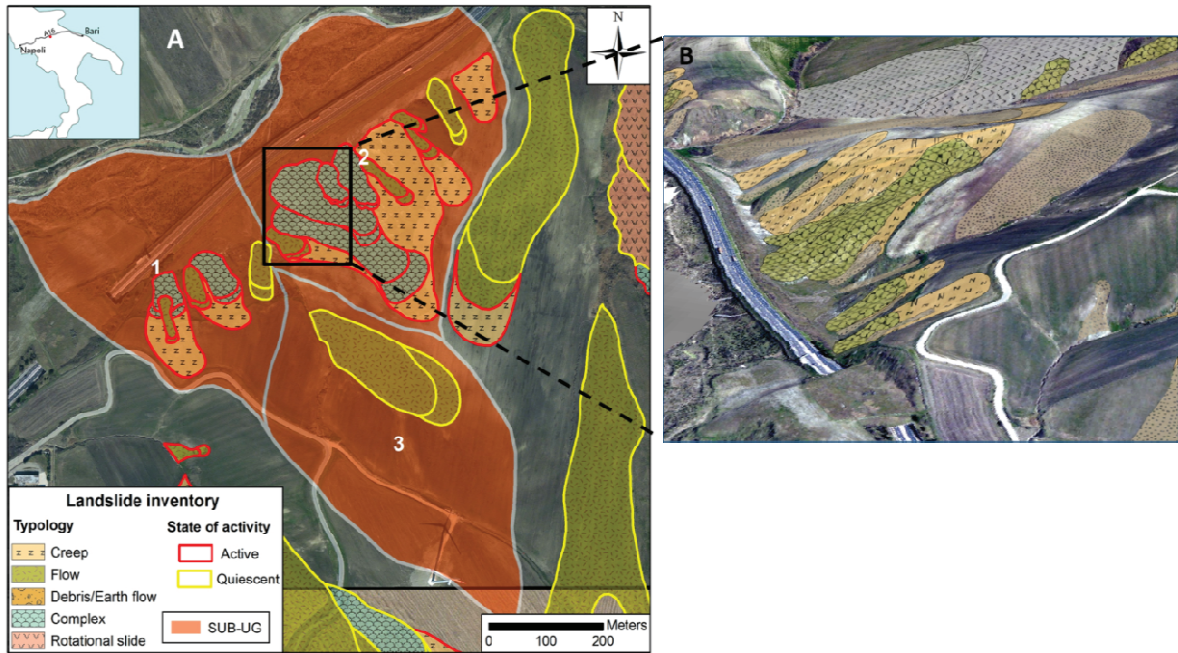 A16
Bari
Napoli
A
N
B
2
1
3
Landslide inventory
Typology
State of activity
Creep
Active
Flow
Quiescent
Debris/Earth flow
Complex
SUB-UG
Rotational slide
Meters
0 100 200